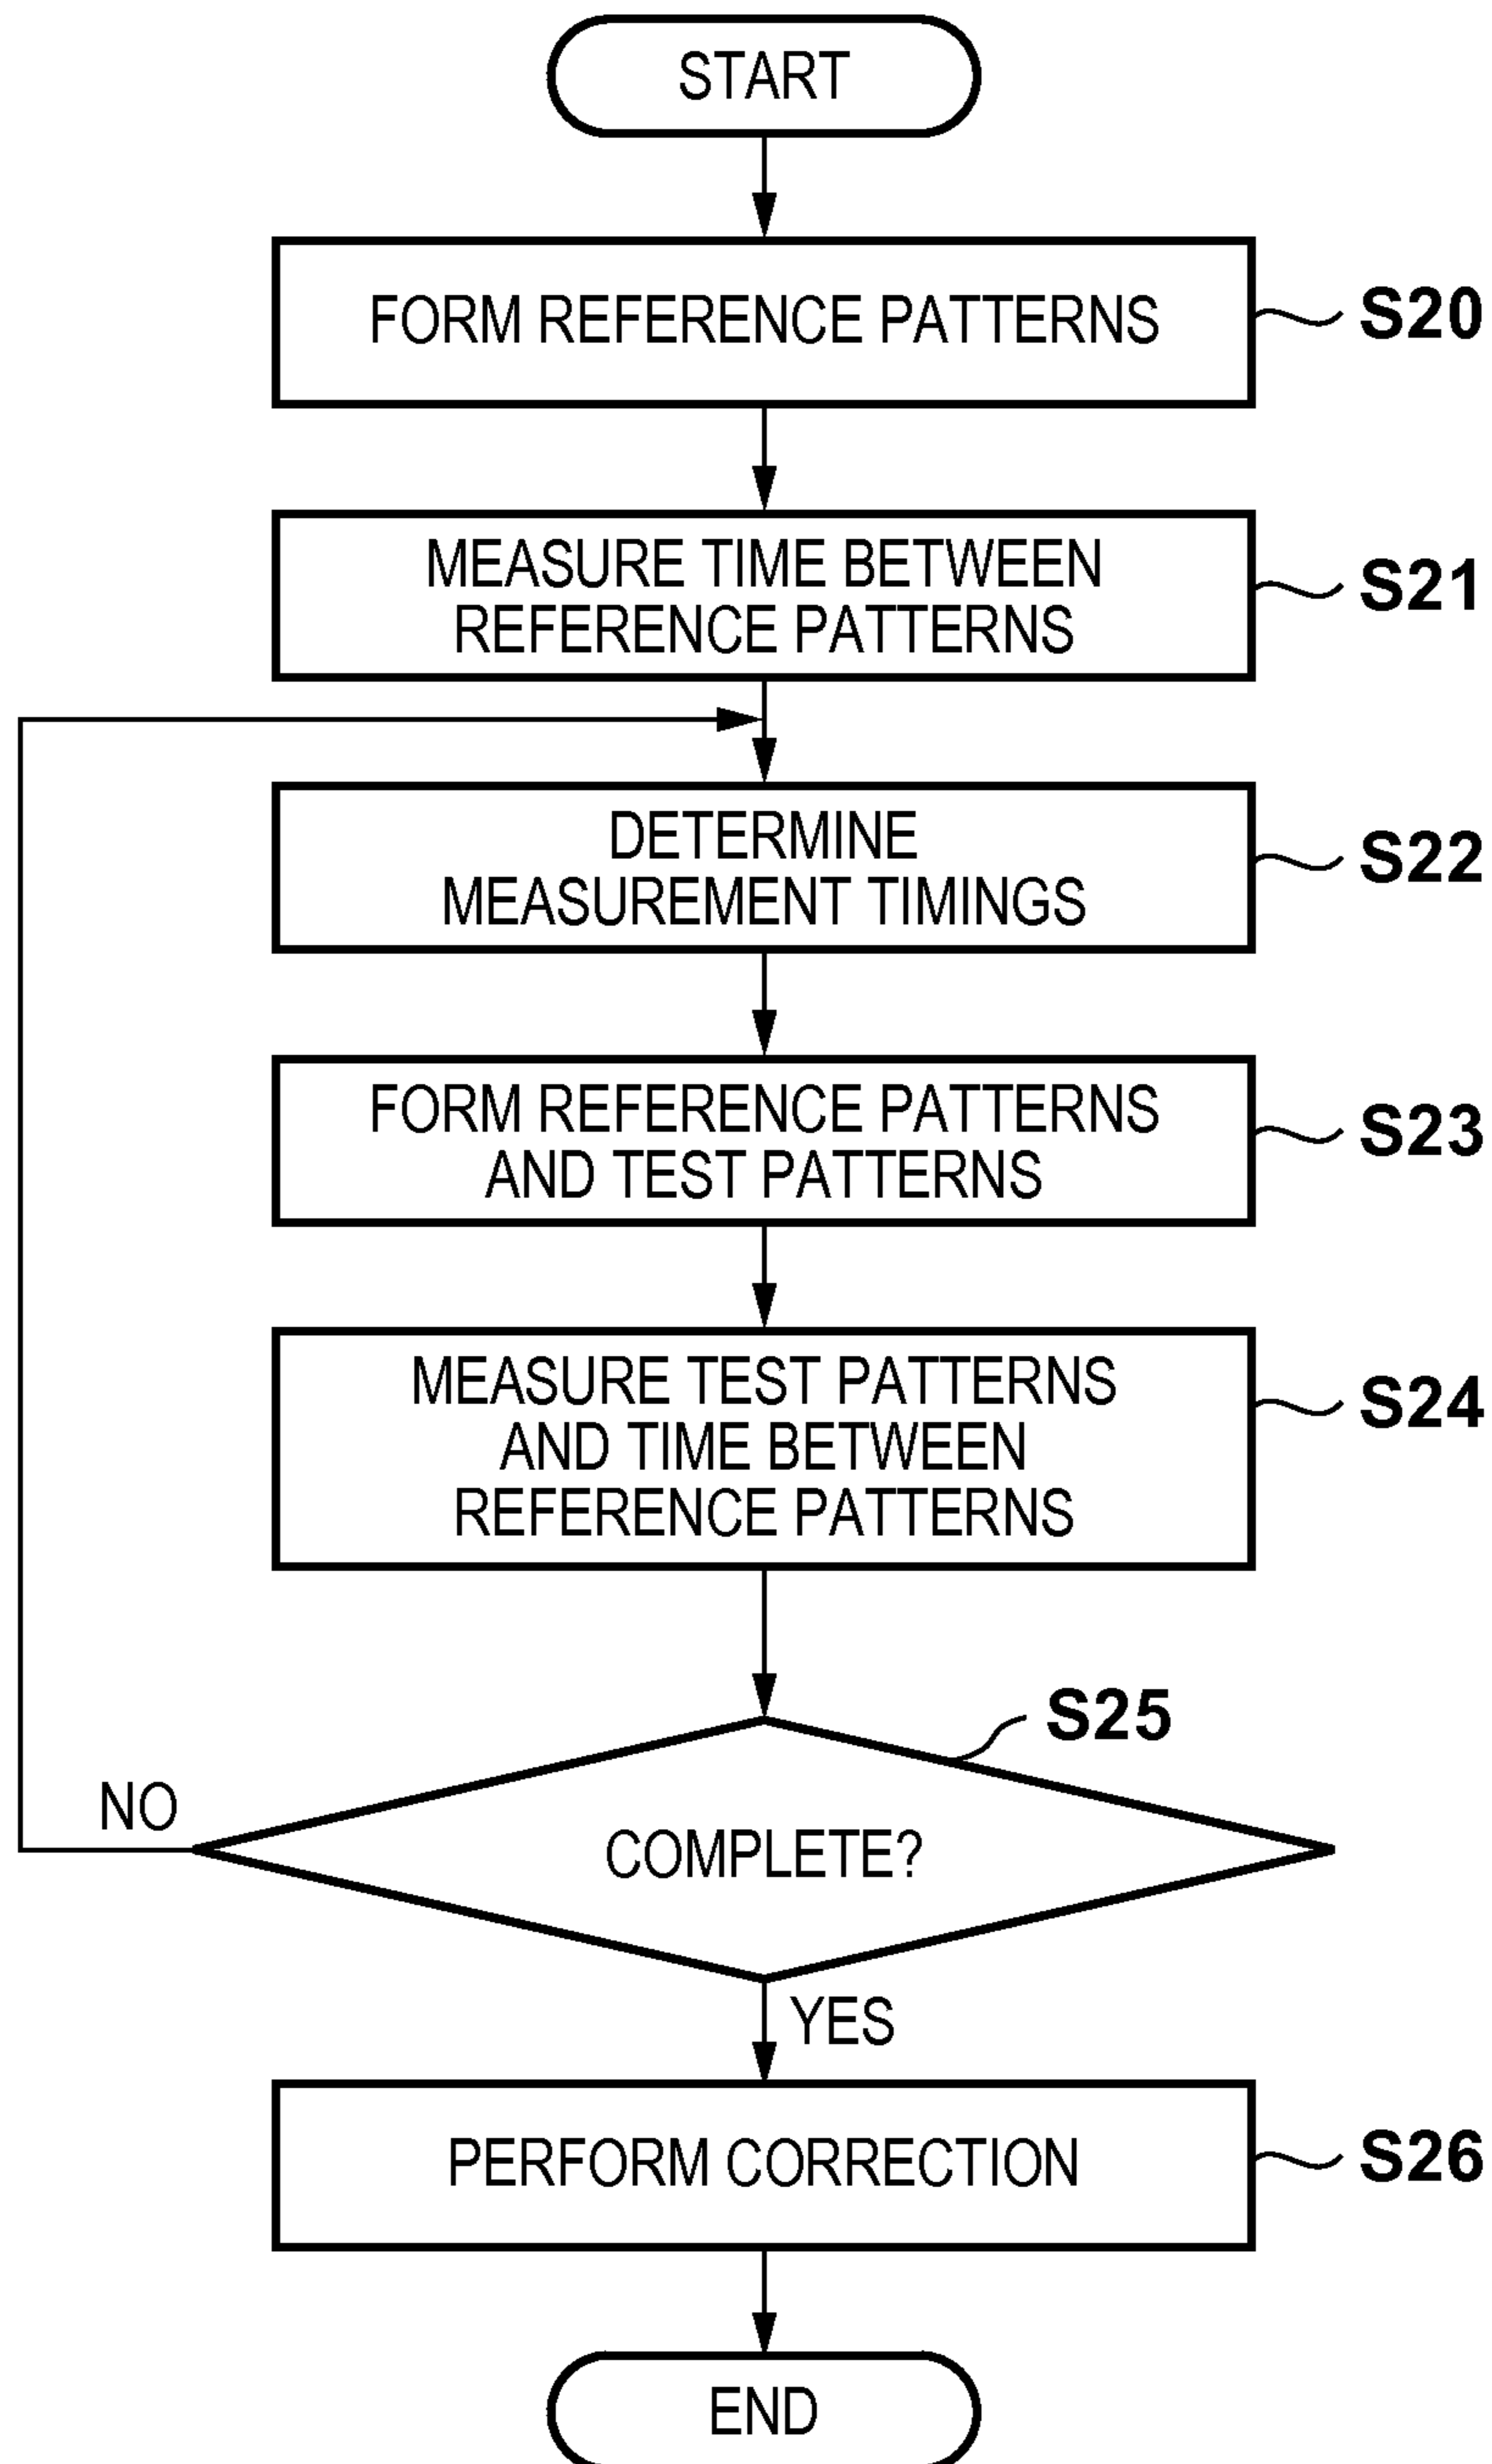 START
FORM REFERENCE PATTERNS
S20
MEASURE TIME BETWEEN
REFERENCE PATTERNS
S21
DETERMINE
MEASUREMENT TIMINGS
S22
FORM REFERENCE PATTERNS
AND TEST PATTERNS
S23
MEASURE TEST PATTERNS
AND TIME BETWEEN
REFERENCE PATTERNS
S24
S25
NO
COMPLETE?
YES
PERFORM CORRECTION
S26
END